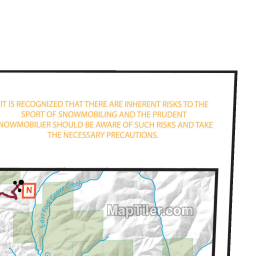 IT IS RECOGNIZED THAT THERE ARE INHERENT RISKS TO THE
SPORT OF SNOWMOBILING AND THE PRUDENT
SNOWMOBILIER SHOULD BE AWARE OF SUCH RISKS AND TAKE
THE NECESSARY PRECAUTIONS.
N
MapTiler.com